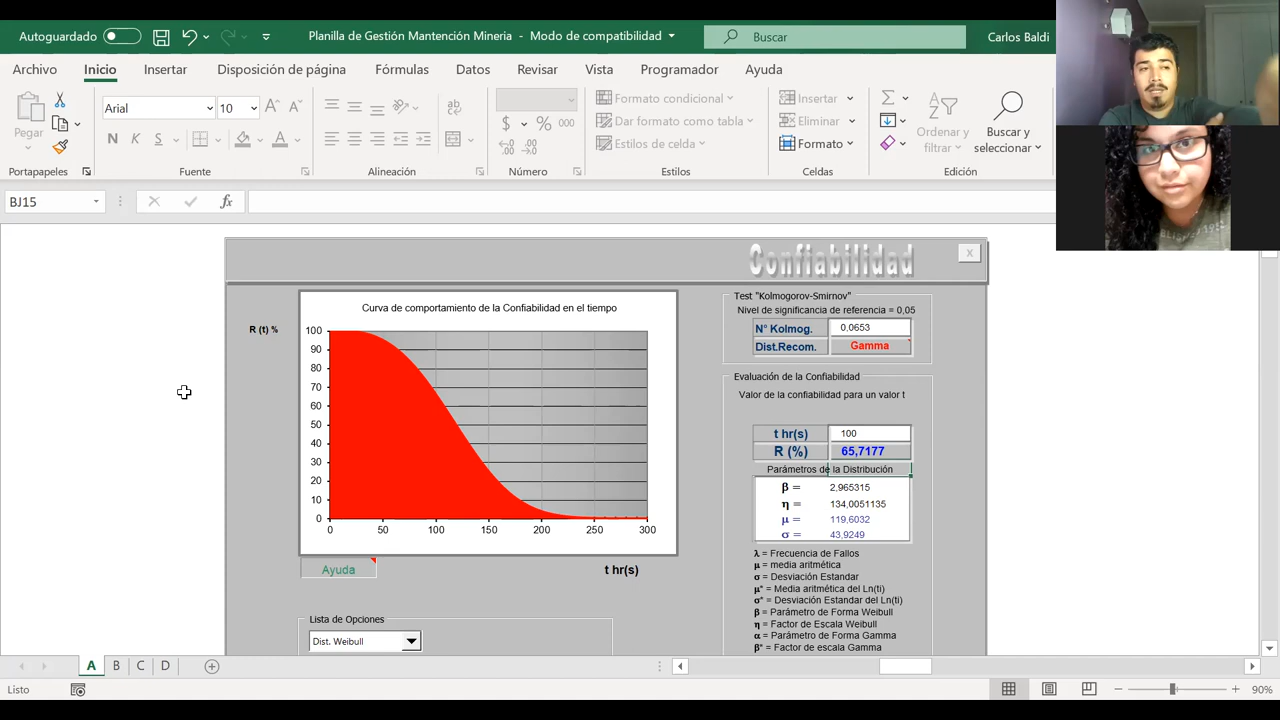 Autoguardado
Planilla de Gestión Mantención Mineria - Modo de compatibilidad
Buscar
Carlos Baldi
Archivo Inicio Insertar Disposición de página Fórmulas Datos Revisar Vista Programador Ayuda
Pegar
Portapapeles
Arial 10
N K S
Fuente
Alineación
$ % 000
Número
Formato condicional
Dar formato como tabla
Estilos de celda
Estilos
Insertar
Eliminar
Formato
Celdas
Ordenar y filtrar
Buscar y seleccionar
Edición
BJ15
fx
Confiabilidad
X
Curva de comportamiento de la Confiabilidad en el tiempo
R (t) %
100
90
80
70
60
50
40
30
20
10
0
0 50 100 150 200 250 300
Ayuda
t hr(s)
Lista de Opciones
Dist. Weibull
Test "Kolmogorov-Smirnov"
Nivel de significancia de referencia = 0,05
N° Kolmog. 0,0653
Dist.Recom. Gamma
Evaluación de la Confiabilidad
Valor de la confiabilidad para un valor t
t hr(s) 100
R (%) 65,7177
Parámetros de la Distribución
β = 2,965315
η = 134,0051135
μ = 119,6032
σ = 43,9249
λ = Frecuencia de Fallos
μ = media aritmética
σ = Desviación Estandar
μ* = Media aritmética del Ln(ti)
σ* = Desviación Estandar del Ln(ti)
β = Parámetro de Forma Weibull
η = Factor de Escala Weibull
α = Parámetro de Forma Gamma
β* = Factor de escala Gamma
A B C D
Listo
90%